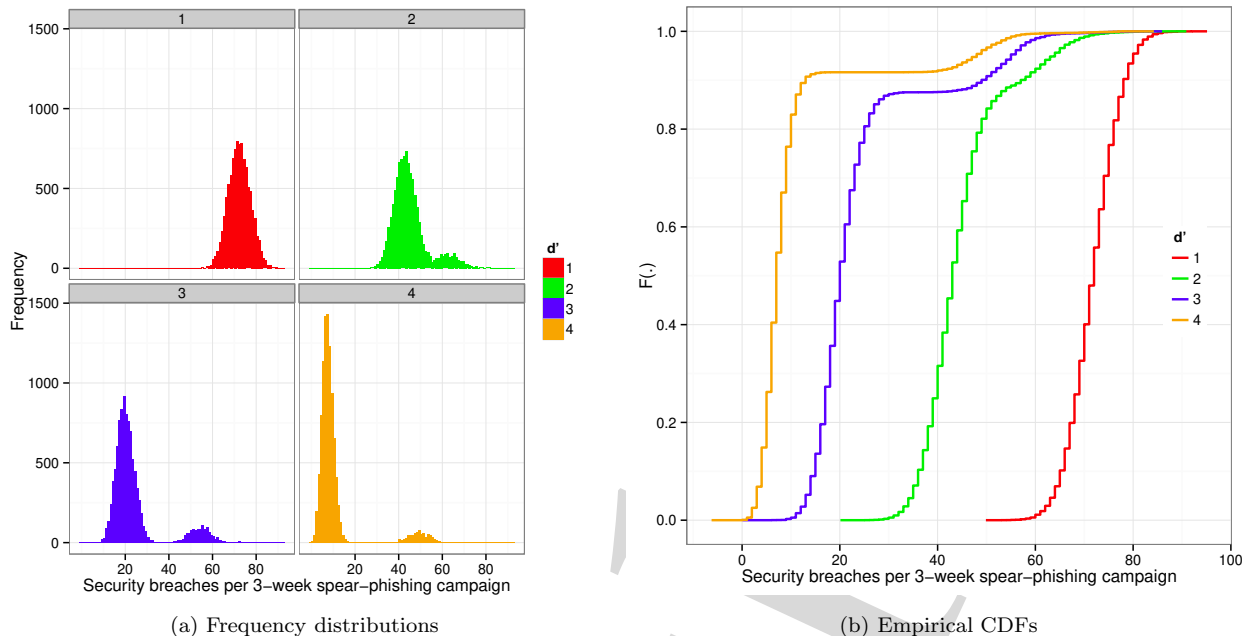 1
2
1500
1000
500
0
3
4
1500
1000
500
0
Frequency
20 40 60 80
20 40 60 80
Security breaches per 3−week spear−phishing campaign
d'
1
2
3
4
(a) Frequency distributions
1.0
0.8
0.6
0.4
0.2
0.0
F(.)
0 20 40 60 80 100
Security breaches per 3−week spear−phishing campaign
d'
1
2
3
4
(b) Empirical CDFs